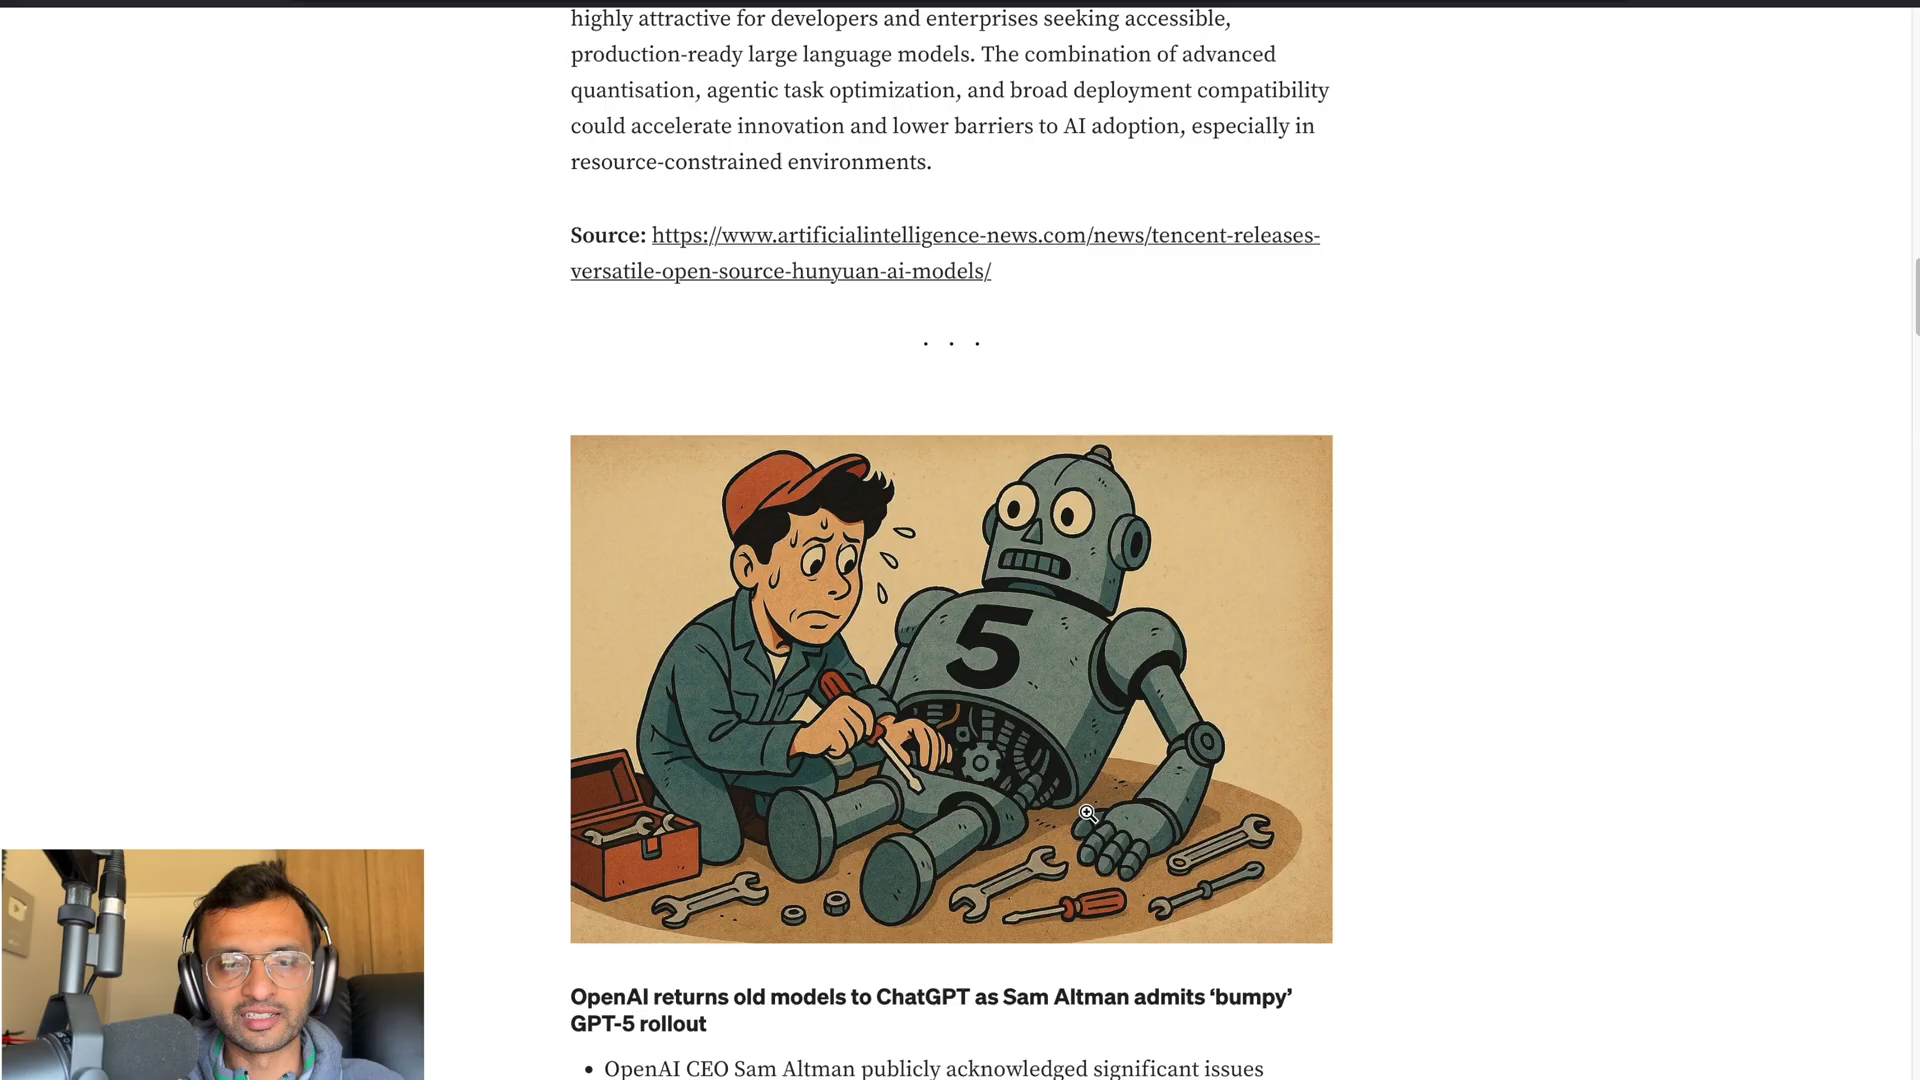 highly attractive for developers and enterprises seeking accessible,
production-ready large language models. The combination of advanced
quantisation, agentic task optimization, and broad deployment compatibility
could accelerate innovation and lower barriers to AI adoption, especially in
resource-constrained environments.
Source: https://www.artificialintelligence-news.com/news/tencent-releases-
versatile-open-source-hunyuan-ai-models/
. . .
5
OpenAI returns old models to ChatGPT as Sam Altman admits ‘bumpy’
GPT-5 rollout
• OpenAI CEO Sam Altman publicly acknowledged significant issues